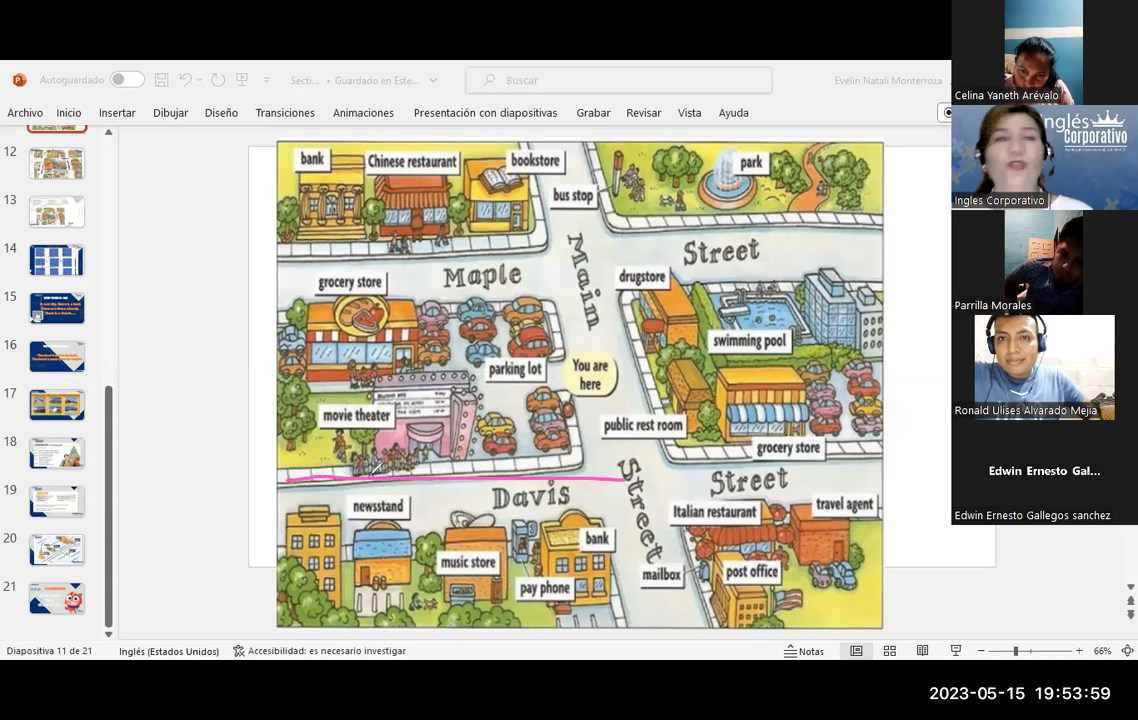 Autoguardado
Secti... • Guardado en Este...
Buscar
Evelin Natali Monterroza
Archivo Inicio Insertar Dibujar Diseño Transiciones Animaciones Presentación con diapositivas Grabar Revisar Vista Ayuda
12
13
14
15
16
17
18
19
20
21
bank
Chinese restaurant
bookstore
bus stop
park
Maple
Street
Main
Street
grocery store
drugstore
swimming pool
parking lot
You are
here
movie theater
public rest room
grocery store
Davis
Street
newsstand
music store
pay phone
bank
Italian restaurant
travel agent
mailbox
post office
Diapositiva 11 de 21
Inglés (Estados Unidos)
Accesibilidad: es necesario investigar
Notas
66%
Celina Yaneth Arévalo
Inglés
Corporativo
Ingles Corporativo
Parrilla Morales
Ronald Ulises Alvarado Mejia
Edwin Ernesto Gal...
Edwin Ernesto Gallegos sanchez
2023-05-15 19:53:59